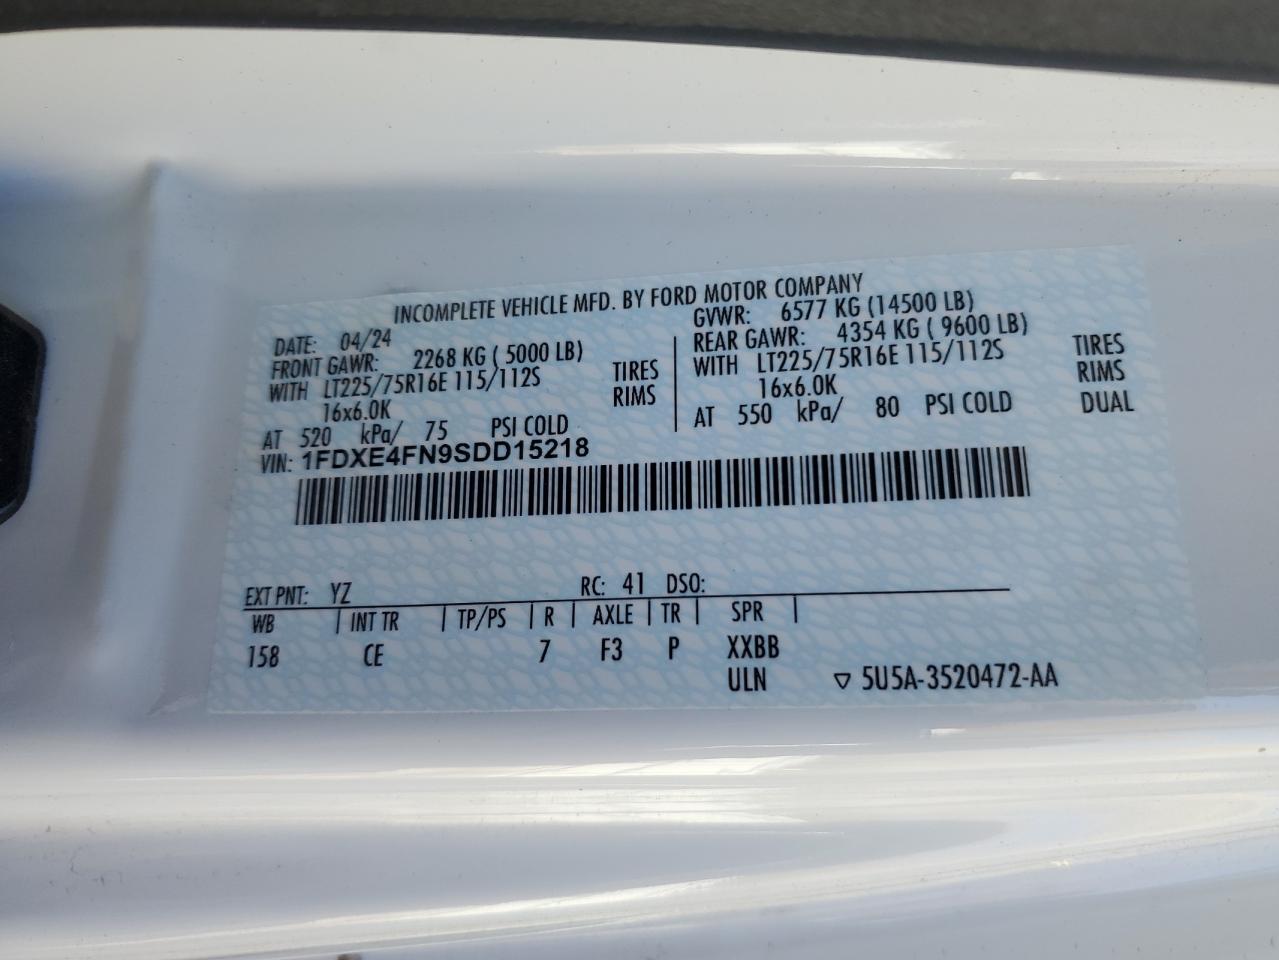 INCOMPLETE VEHICLE MFD. BY FORD MOTOR COMPANY
DATE: 04/24
FRONT GAWR: 2268 KG ( 5000 LB)
WITH LT225/75R16E 115/112S TIRES
16x6.0K RIMS
AT 520 kPa/ 75 PSI COLD
GVWR: 6577 KG (14500 LB)
REAR GAWR: 4354 KG ( 9600 LB)
WITH LT225/75R16E 115/112S TIRES
16x6.0K RIMS
AT 550 kPa/ 80 PSI COLD DUAL
VIN: 1FDXE4FN9SDD15218
EXT PNT: YZ RC: 41 DSO:
WB | INT TR | TP/PS | R | AXLE | TR | SPR |
158 CE 7 F3 P XXBB
ULN ▽ 5U5A-3520472-AA